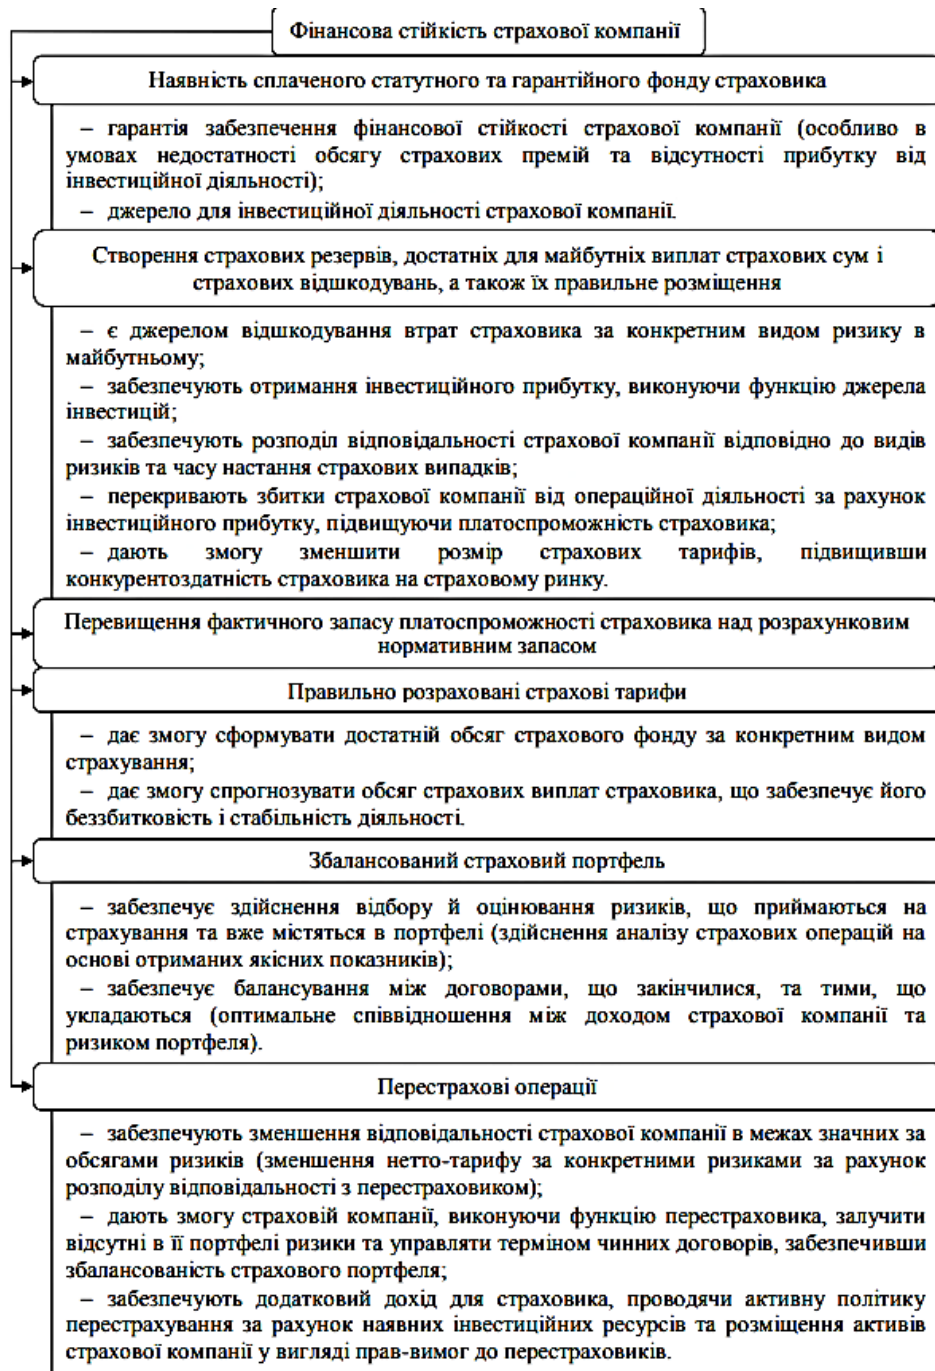 Фінансова стійкість страхової компанії
Наявність сплаченого статутного та гарантійного фонду страховика
– гарантія забезпечення фінансової стійкості страхової компанії (особливо в
умовах недостатності обсягу страхових премій та відсутності прибутку від
інвестиційної діяльності);
– джерело для інвестиційної діяльності страхової компанії.
Створення страхових резервів, достатніх для майбутніх виплат страхових сум і
страхових відшкодувань, а також їх правильне розміщення
– є джерелом відшкодування втрат страховика за конкретним видом ризику в
майбутньому;
– забезпечують отримання інвестиційного прибутку, виконуючи функцію джерела
інвестицій;
– забезпечують розподіл відповідальності страхової компанії відповідно до видів
ризиків та часу настання страхових випадків;
– перекривають збитки страхової компанії від операційної діяльності за рахунок
інвестиційного прибутку, підвищуючи платоспроможність страховика;
– дають змогу зменшити розмір страхових тарифів, підвищивши
конкурентоздатність страховика на страховому ринку.
Перевищення фактичного запасу платоспроможності страховика над розрахунковим
нормативним запасом
Правильно розраховані страхові тарифи
– дає змогу сформувати достатній обсяг страхового фонду за конкретним видом
страхування;
– дає змогу спрогнозувати обсяг страхових виплат страховика, що забезпечує його
беззбитковість і стабільність діяльності.
Збалансований страховий портфель
– забезпечує здійснення відбору й оцінювання ризиків, що приймаються на
страхування та вже містяться в портфелі (здійснення аналізу страхових операцій на
основі отриманих якісних показників);
– забезпечує балансування між договорами, що закінчилися, та тими, що
укладаються (оптимальне співвідношення між доходом страхової компанії та
ризиком портфеля).
Перестрахові операції
– забезпечують зменшення відповідальності страхової компанії в межах значних за
обсягами ризиків (зменшення нетто-тарифу за конкретними ризиками за рахунок
розподілу відповідальності з перестраховиком);
– дають змогу страховій компанії, виконуючи функцію перестраховика, залучити
відсутні в її портфелі ризики та управляти терміном чинних договорів, забезпечивши
збалансованість страхового портфеля;
– забезпечують додатковий дохід для страховика, проводячи активну політику
перестрахування за рахунок наявних інвестиційних ресурсів та розміщення активів
страхової компанії у вигляді прав-вимог до перестраховиків.